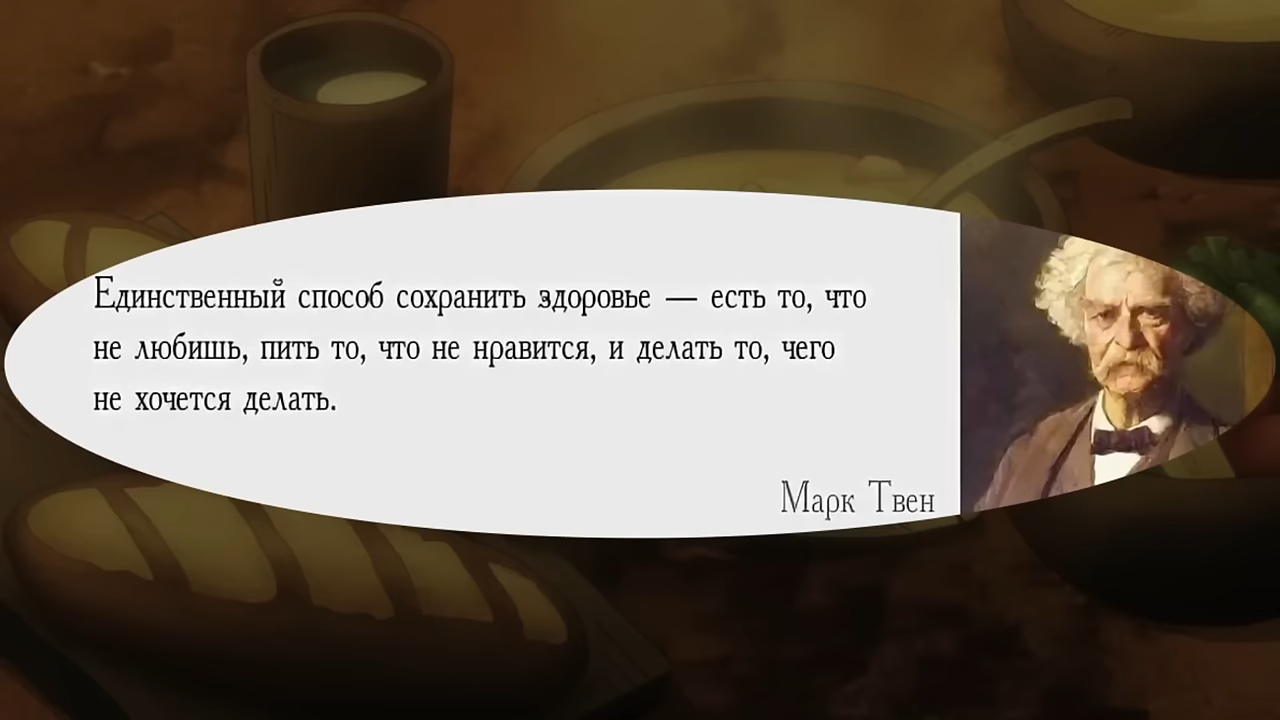 Единственный способ сохранить здоровье — есть то, что
не любишь, пить то, что не нравится, и делать то, чего
не хочется делать.
Марк Твен